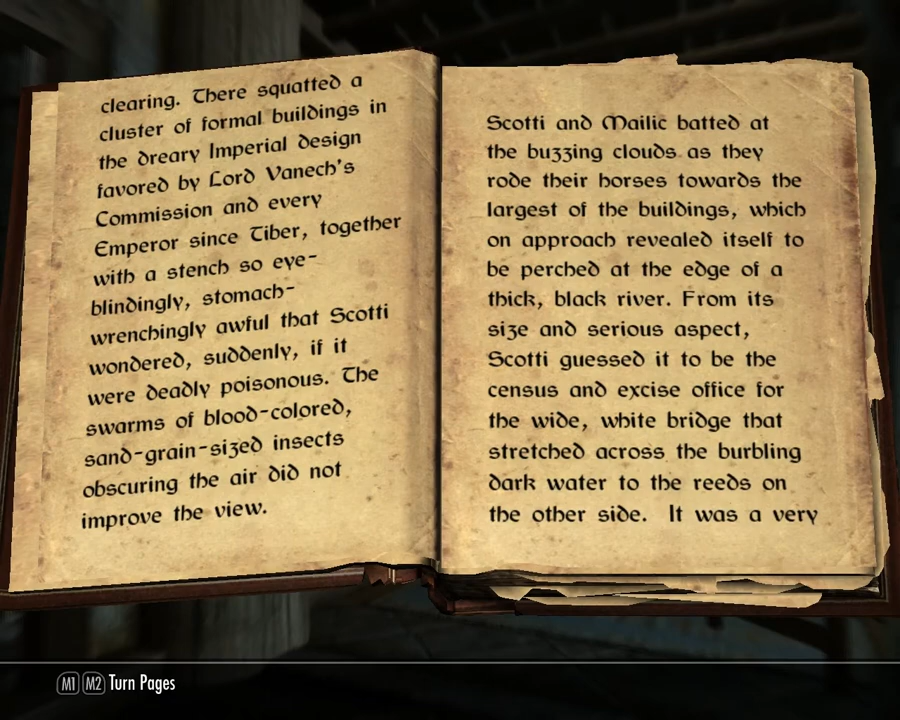 clearing. There squatted a
cluster of formal buildings in
the dreary Imperial design
favored by Lord Vanech's
Commission and every
Emperor since Tiber, together
with a stench so eye-
blindingly, stomach-
wrenchingly awful that Scotti
wondered, suddenly, if it
were deadly poisonous. The
swarms of blood-colored,
sand-grain-sized insects
obscuring the air did not
improve the view.
Scotti and Mailic batted at
the buzzing clouds as they
rode their horses towards the
largest of the buildings, which
on approach revealed itself to
be perched at the edge of a
thick, black river. From its
size and serious aspect,
Scotti guessed it to be the
census and excise office for
the wide, white bridge that
stretched across the burbling
dark water to the reeds on
the other side. It was a very
M1 M2 Turn Pages